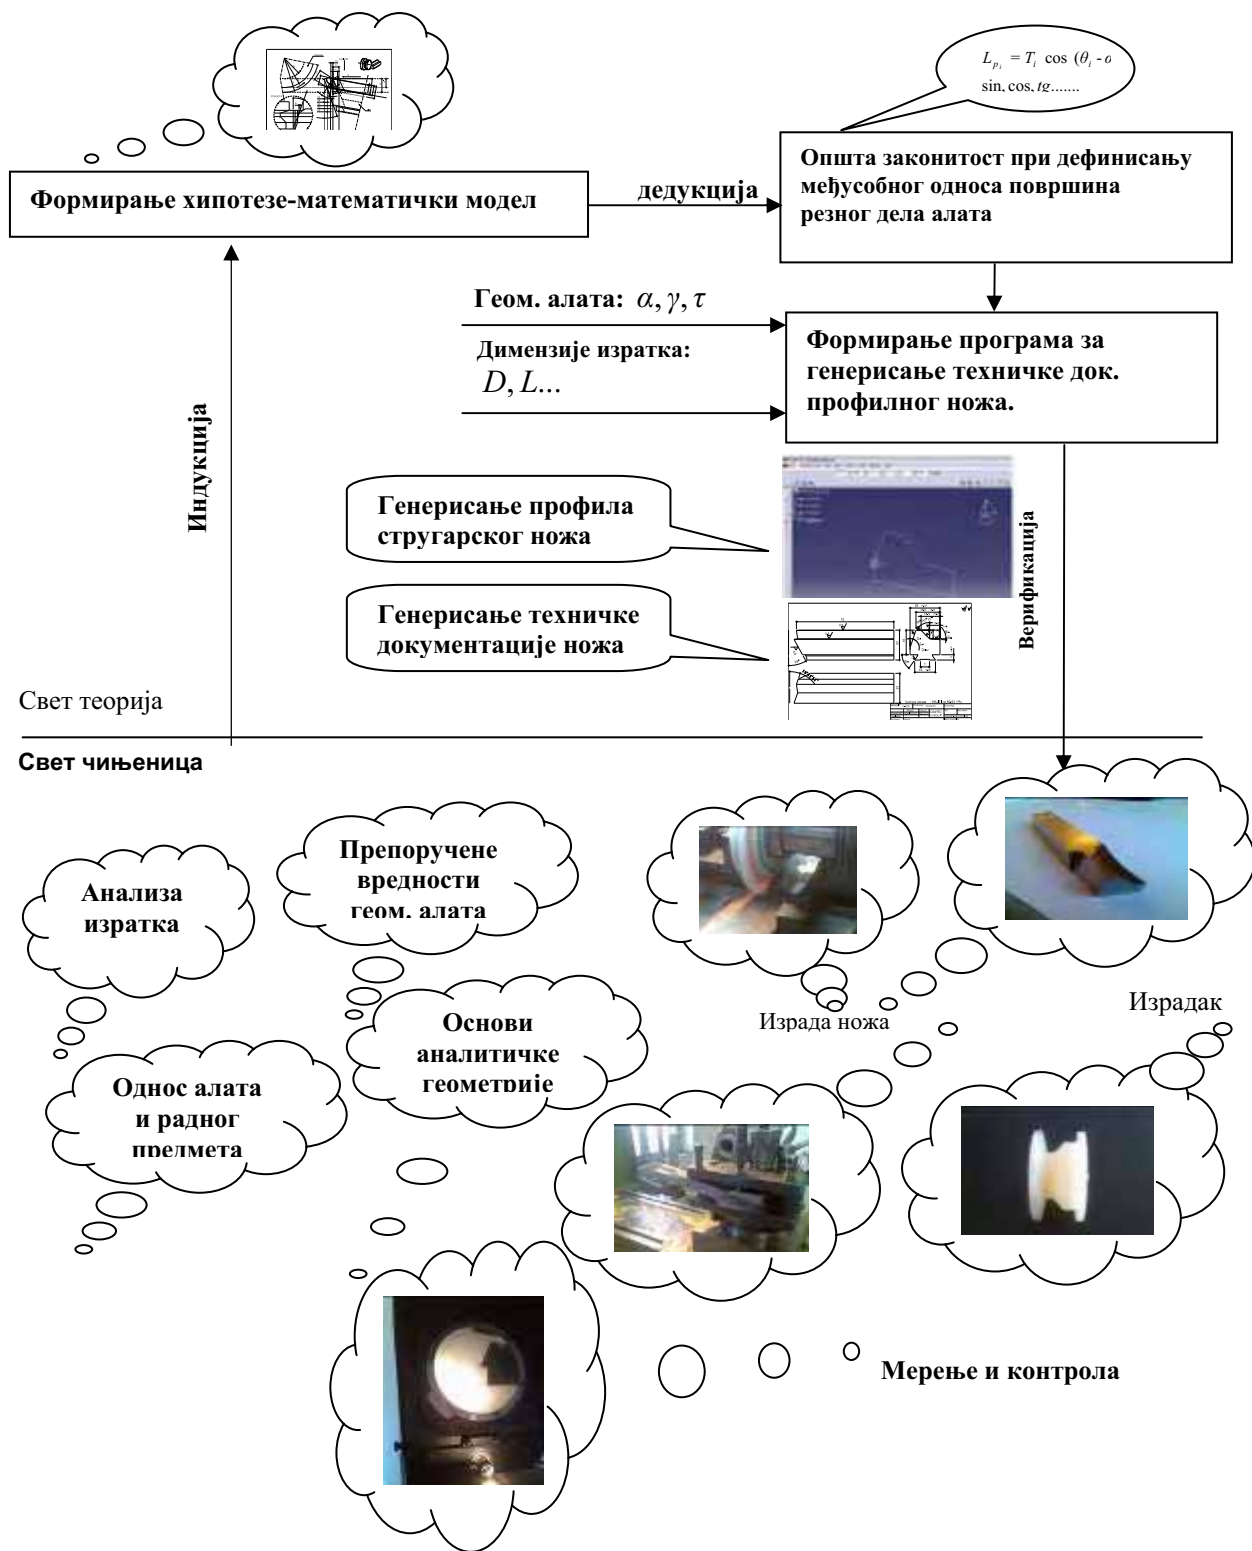 L_{p_i} = T_i cos (θ_i -
sin, cos, tg.......
Формирање хипотезе-математички модел
дедукција
Општа законитост при дефинисању
међусобног односа површина
резног дела алата
Геом. алата: α, γ, τ
Димензије изратка:
D, L...
Формирање програма за
генерисање техничке док.
профилног ножа.
Индукција
Генерисање профила
стругарског ножа
Генерисање техничке
документације ножа
Верификација
Свет теорија
Свет чињеница
Анализа
изратка
Препоручене
вредности
геом. алата
Однос алата
и радног
предмета
Основи
аналитичке
геометрије
Израда ножа
Израдак
Мерење и контрола